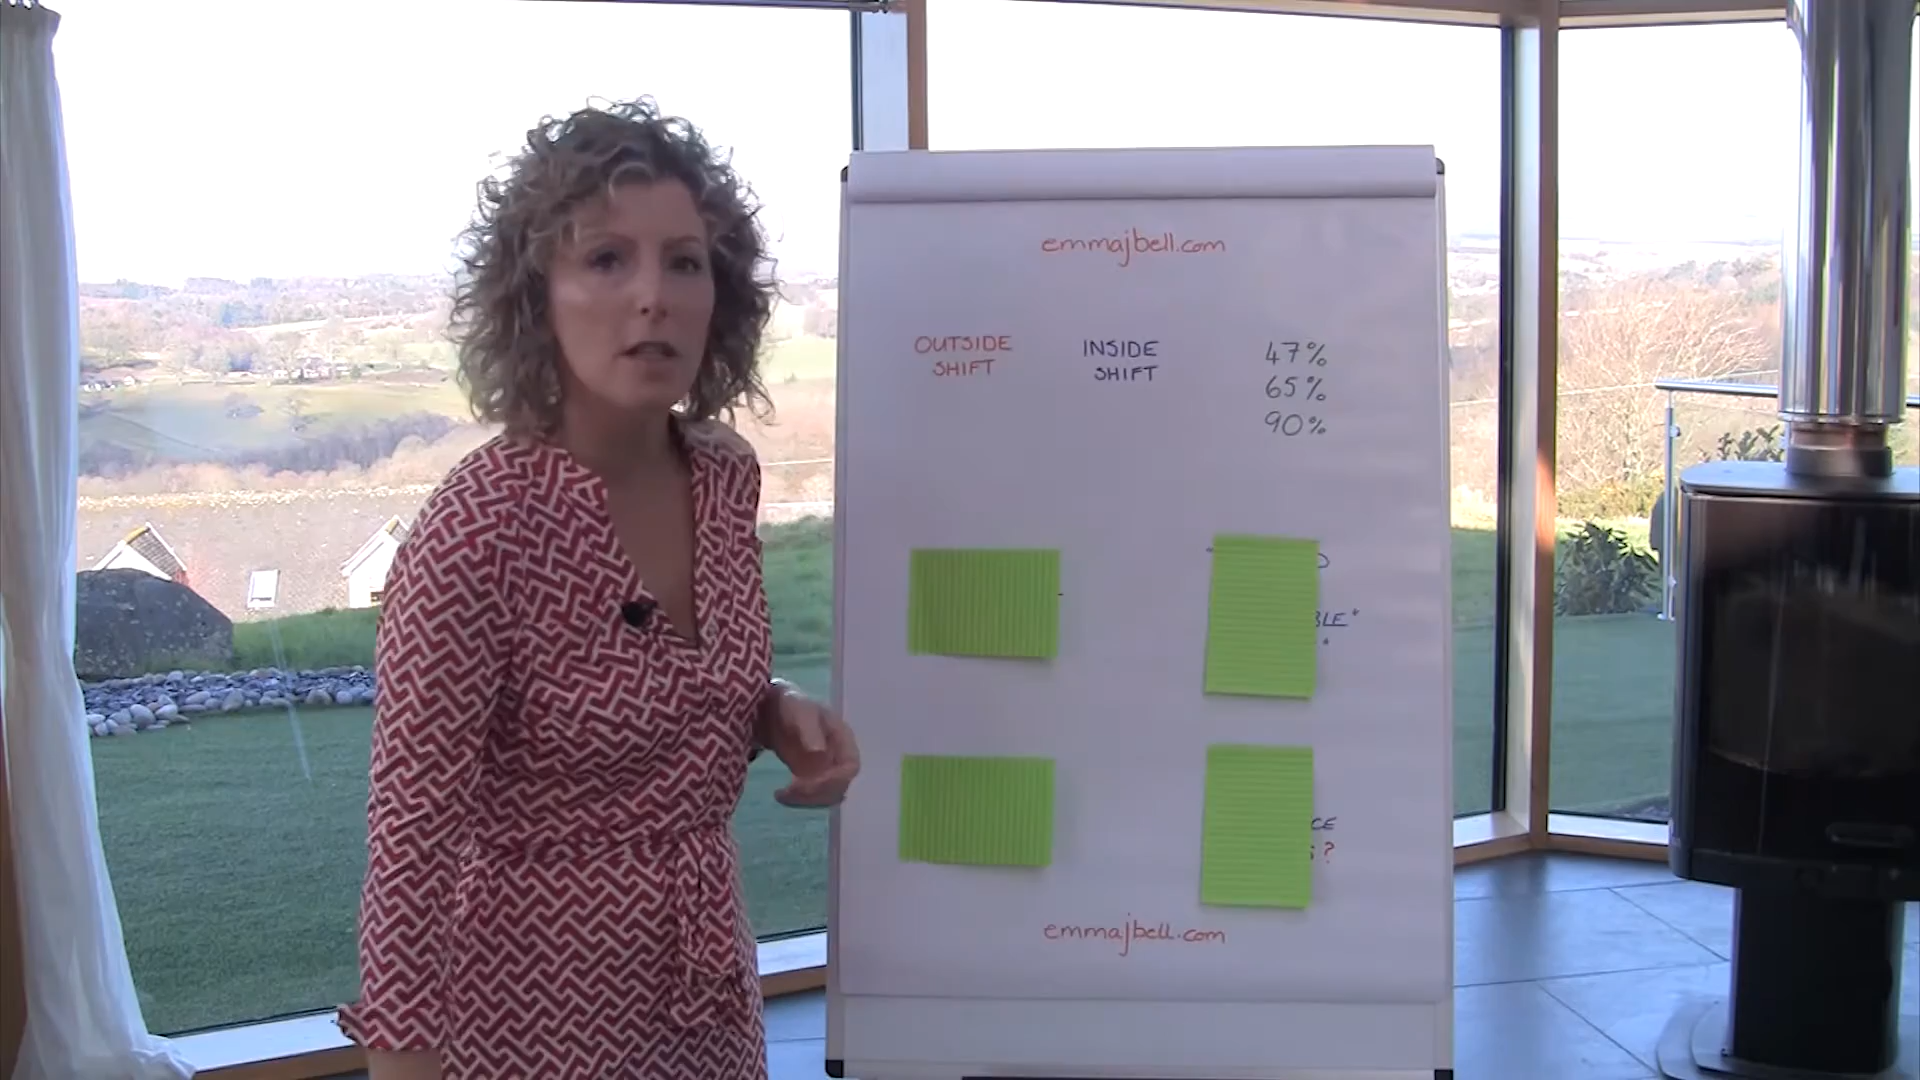 emmajbell.com
OUTSIDE
SHIFT
INSIDE
SHIFT
47%
65%
90%
emmajbell.com